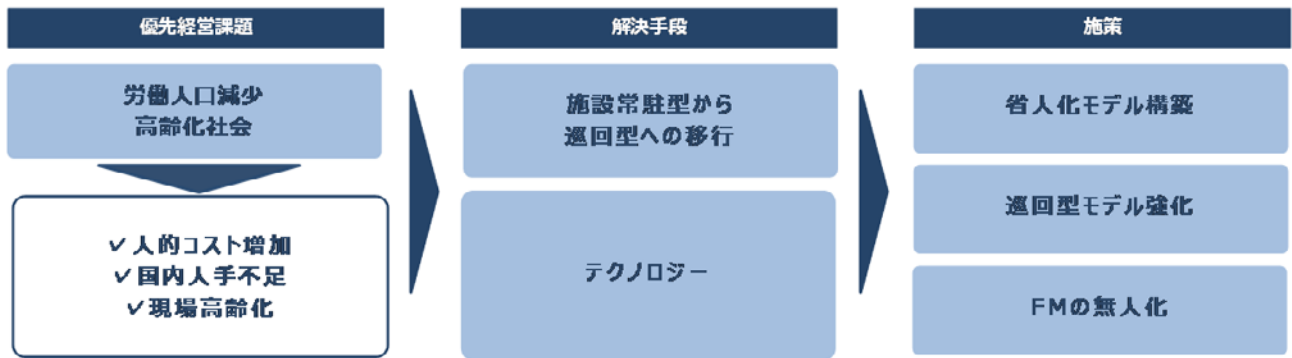 優先経営課題
労働人口減少
高齢化社会
✓人的コスト増加
✓国内人手不足
✓現場高齢化
解決手段
施設常駐型から
巡回型への移行
テクノロジー
施策
省人化モデル構築
巡回型モデル強化
FMの無人化